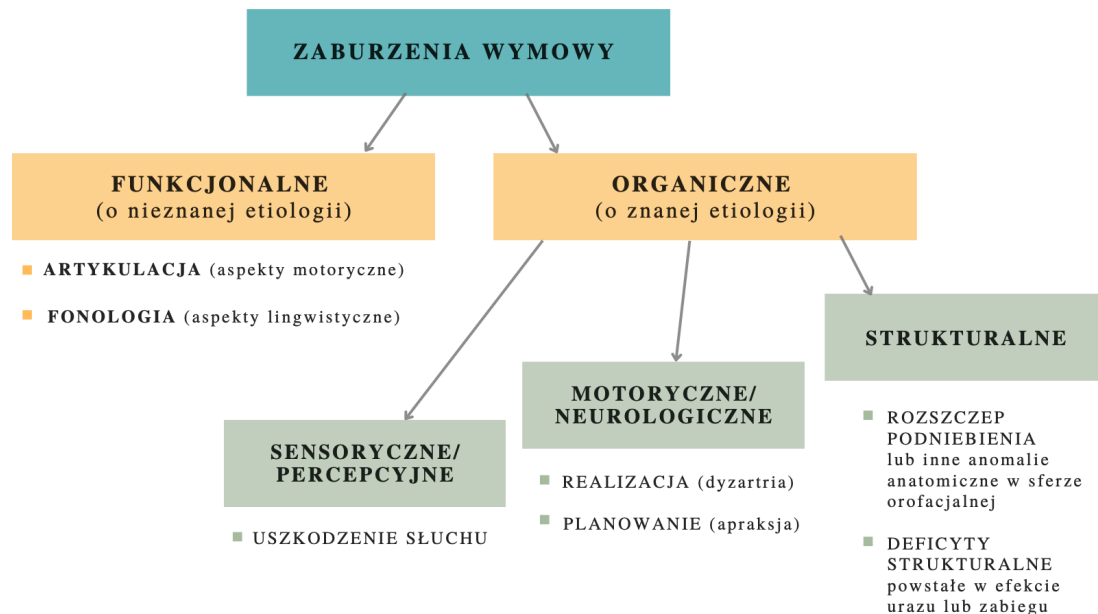 ZABURZENIA WYMOWY
FUNKCJONALNE
(o nieznanej etiologii)
ARTYKULACJA (aspekty motoryczne)
FONOLOGIA (aspekty lingwistyczne)
ORGANICZNE
(o znanej etiologii)
SENSORYCZNE/
PERCEPCYJNE
USZKODZENIE SŁUCHU
MOTORYCZNE/
NEUROLOGICZNE
REALIZACJA (dyzartria)
PLANOWANIE (apraksja)
STRUKTURALNE
ROZSZCZEP
PODNIEBIENIA
lub inne anomalie
anatomiczne w sferze
orofacjalnej
DEFICYTY
STRUKTURALNE
powstałe w efekcie
urazu lub zabiegu